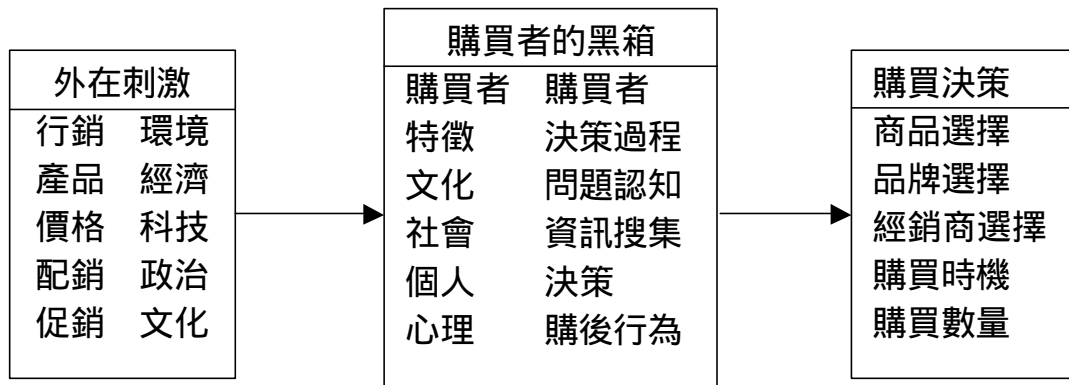 外在刺激
行銷 環境
產品 經濟
價格 科技
配銷 政治
促銷 文化
購買者的黑箱
購買者 購買者
特徵 決策過程
文化 問題認知
社會 資訊搜集
個人 決策
心理 購後行為
購買決策
商品選擇
品牌選擇
經銷商選擇
購買時機
購買數量